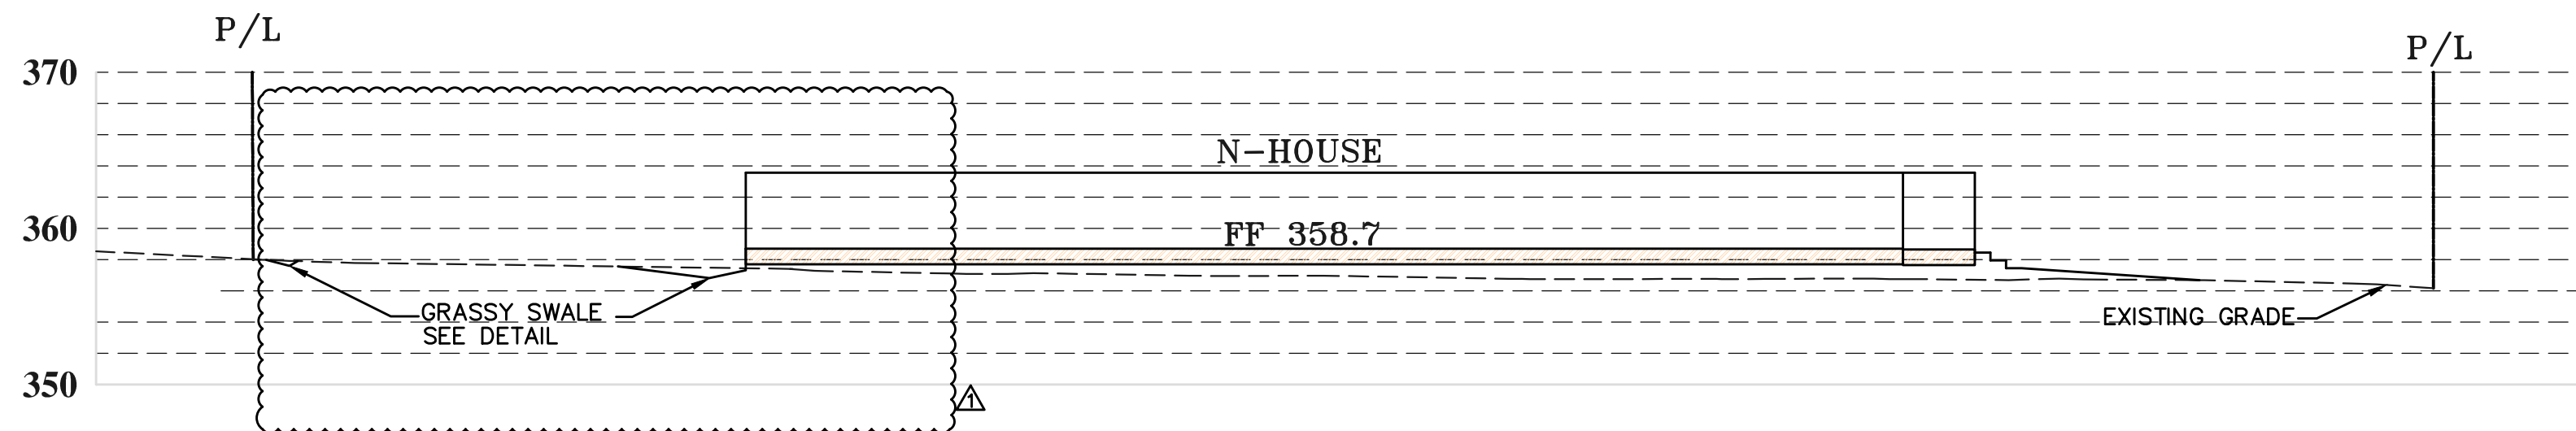 P/L
P/L
370
N-HOUSE
360
FF 358.7
GRASSY SWALE
SEE DETAIL
EXISTING GRADE
350
1